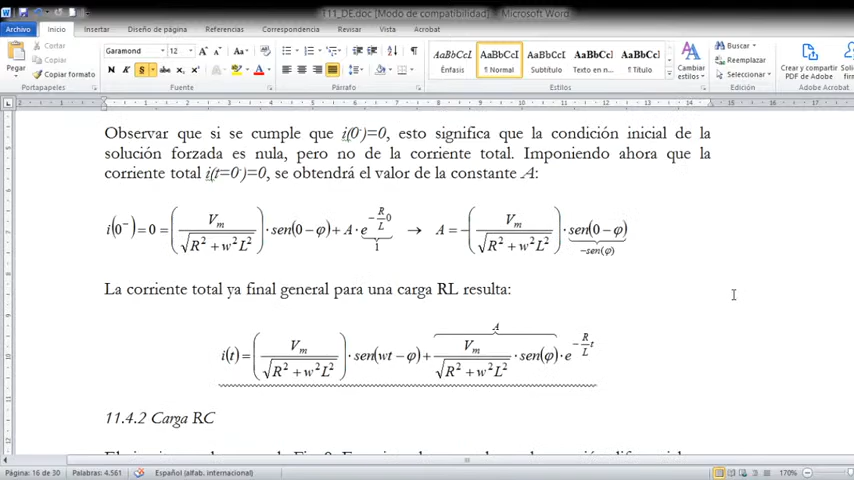 T11_DE.doc [Modo de compatibilidad] - Microsoft Word
Archivo Inicio Insertar Diseño de página Referencias Correspondencia Revisar Vista Acrobat
Pegar
Cortar
Copiar
Copiar formato
Portapapeles
Garamond 12
Fuente
Párrafo
AaBbCcI Énfasis
AaBbCcI ¶ Normal
AaBbCcI Subtítulo
AaBbCcI Texto en n...
AaBbCcI ¶ Título
Cambiar estilos
Estilos
Buscar
Reemplazar
Seleccionar
Edición
Crear y compartir PDF de Adobe
Adobe Acrobat
Observar que si se cumple que i(0⁻)=0, esto significa que la condición inicial de la
solución forzada es nula, pero no de la corriente total. Imponiendo ahora que la
corriente total i(t=0⁻)=0, se obtendrá el valor de la constante A:
i(0⁻) = 0 = (V_m / √(R² + w²L²)) · sen(0 − φ) + A · e^(−(R/L)0) → A = −(V_m / √(R² + w²L²)) · sen(0 − φ)
1 −sen(φ)
La corriente total ya final general para una carga RL resulta:
A
i(t) = (V_m / √(R² + w²L²)) · sen(wt − φ) + V_m / √(R² + w²L²) · sen(φ) · e^(−(R/L)t)
11.4.2 Carga RC
Página: 16 de 30 Palabras: 4.561 Español (alfab. internacional) 170%